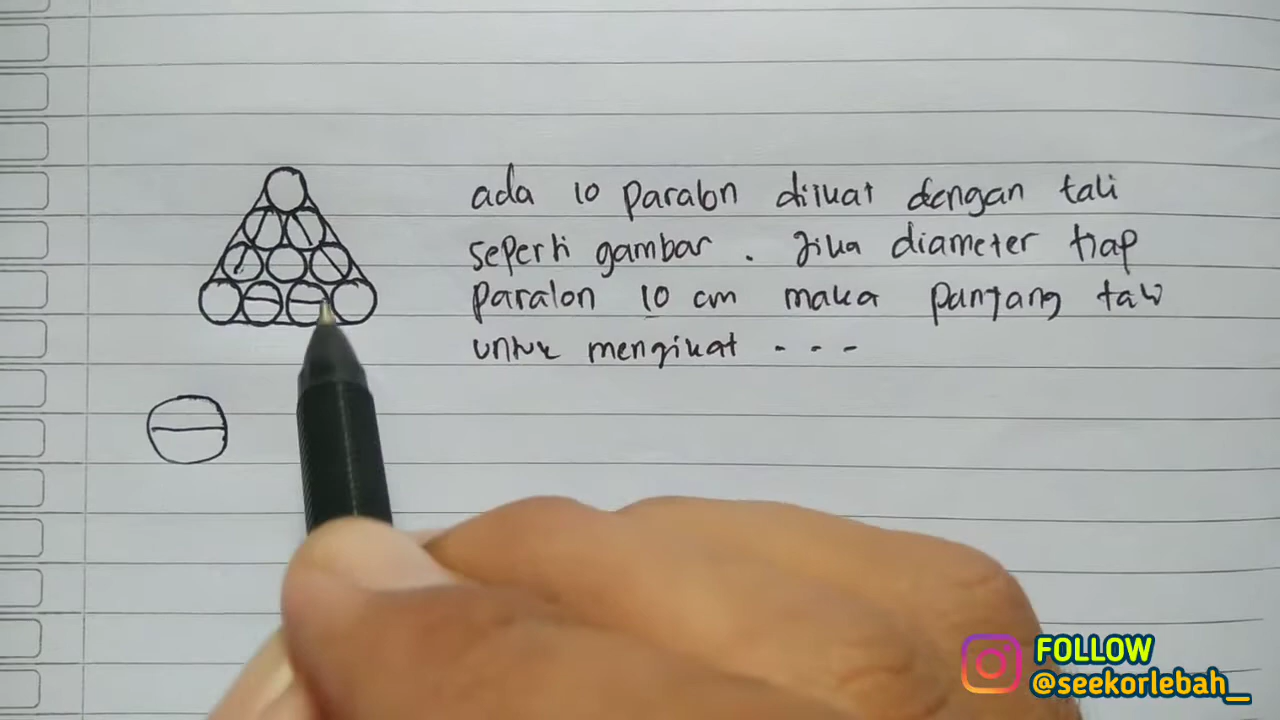 ada 10 paralon diikat dengan tali
seperti gambar. Jika diameter tiap
paralon 10 cm maka panjang tali
untuk mengikat ---
FOLLOW
@seekorlebah_